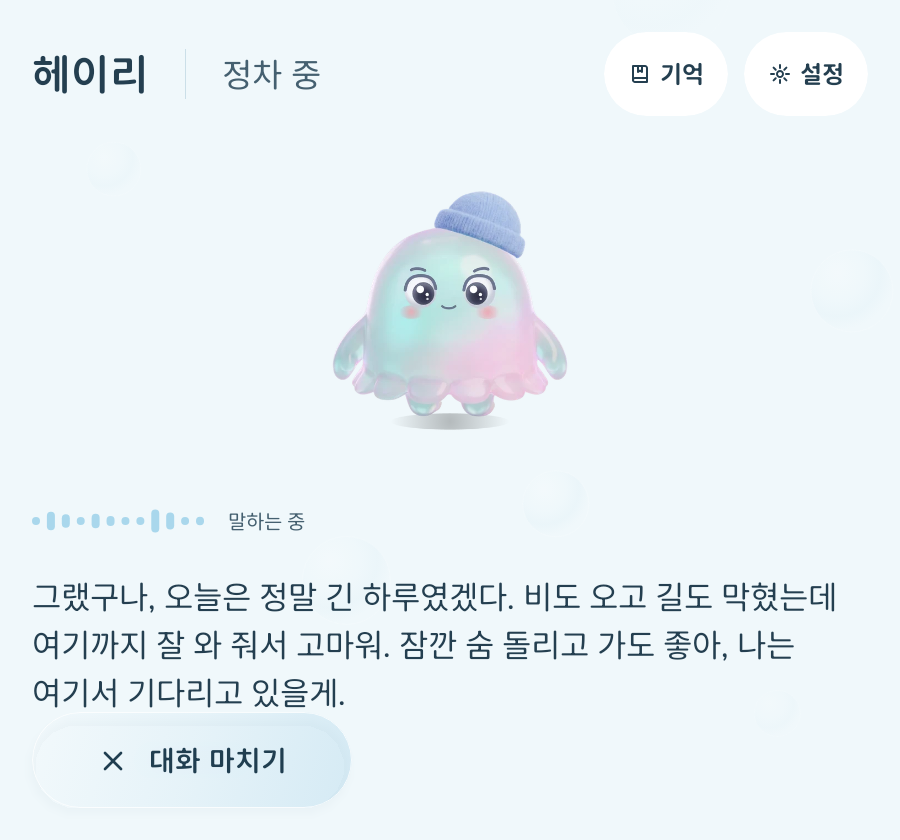 헤이리
정차 중
기억
설정
말하는 중
그랬구나, 오늘은 정말 긴 하루였겠다. 비도 오고 길도 막혔는데
여기까지 잘 와 줘서 고마워. 잠깐 숨 돌리고 가도 좋아, 나는
여기서 기다리고 있을게.
대화 마치기